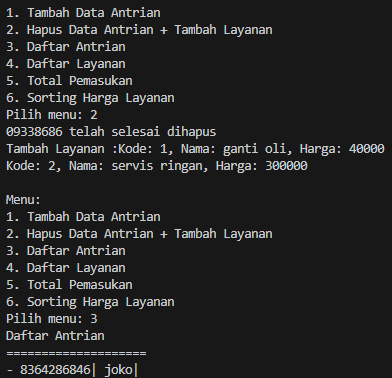 1. Tambah Data Antrian
2. Hapus Data Antrian + Tambah Layanan
3. Daftar Antrian
4. Daftar Layanan
5. Total Pemasukan
6. Sorting Harga Layanan
Pilih menu: 2
09338686 telah selesai dihapus
Tambah Layanan :Kode: 1, Nama: ganti oli, Harga: 40000
Kode: 2, Nama: servis ringan, Harga: 300000
Menu:
1. Tambah Data Antrian
2. Hapus Data Antrian + Tambah Layanan
3. Daftar Antrian
4. Daftar Layanan
5. Total Pemasukan
6. Sorting Harga Layanan
Pilih menu: 3
Daftar Antrian
====================
- 8364286846| joko|